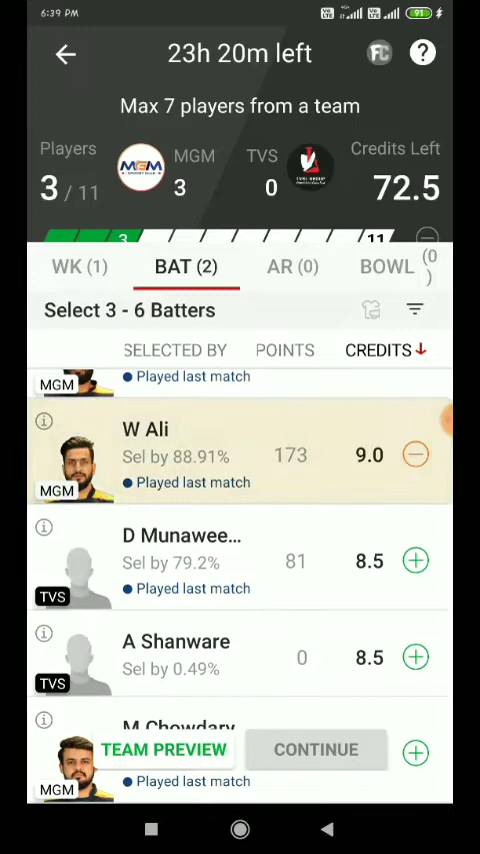 6:39 PM
91
23h 20m left
FC ?
Max 7 players from a team
Players MGM TVS Credits Left
3 / 11 MGM 3 0 72.5
3 11
WK (1) BAT (2) AR (0) BOWL (0)
Select 3 - 6 Batters
SELECTED BY POINTS CREDITS
MGM Played last match
W Ali
Sel by 88.91% 173 9.0
MGM Played last match
D Munawee...
Sel by 79.2% 81 8.5
TVS Played last match
A Shanware
Sel by 0.49% 0 8.5
TVS
M Chowdary
TEAM PREVIEW CONTINUE
MGM Played last match